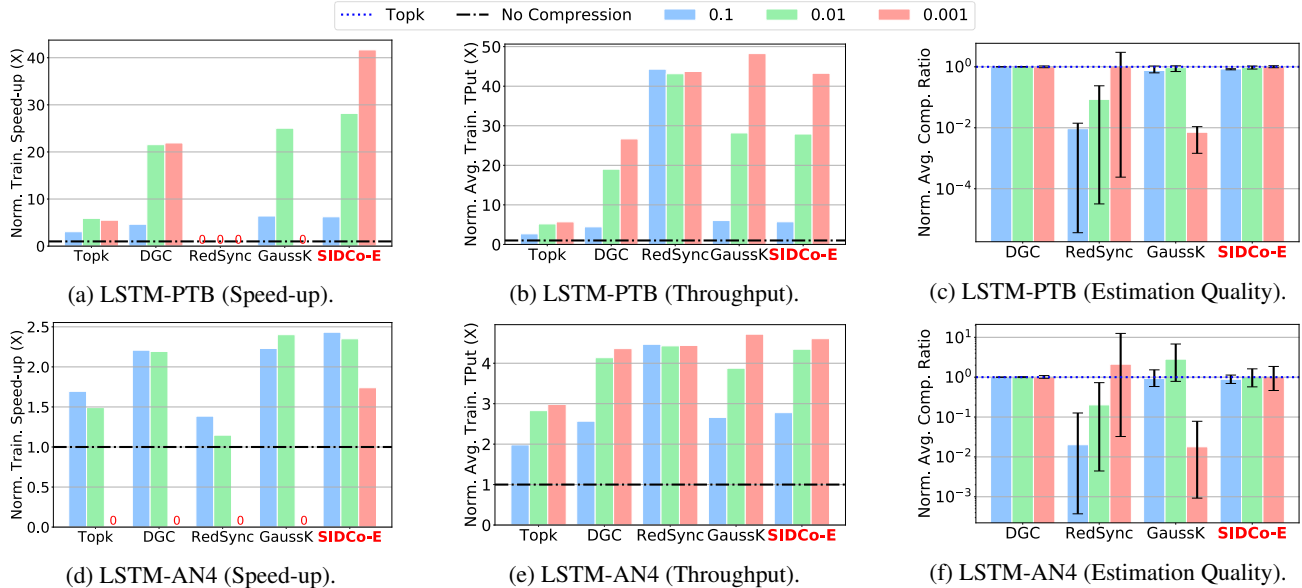 Topk No Compression 0.1 0.01 0.001
Norm. Train. Speed-up (X)
40
30
20
10
0
0 0 0 0
Topk DGC RedSync GaussK SIDCo-E
(a) LSTM-PTB (Speed-up).
Norm. Avg. Train. TPut (X)
50
40
30
20
10
0
Topk DGC RedSync GaussK SIDCo-E
(b) LSTM-PTB (Throughput).
Norm. Avg. Comp. Ratio
10^0
10^-2
10^-4
DGC RedSync GaussK SIDCo-E
(c) LSTM-PTB (Estimation Quality).
Norm. Train. Speed-up (X)
2.5
2.0
1.5
1.0
0.5
0.0
0 0 0 0
Topk DGC RedSync GaussK SIDCo-E
(d) LSTM-AN4 (Speed-up).
Norm. Avg. Train. TPut (X)
4
3
2
1
0
Topk DGC RedSync GaussK SIDCo-E
(e) LSTM-AN4 (Throughput).
Norm. Avg. Comp. Ratio
10^1
10^0
10^-1
10^-2
10^-3
DGC RedSync GaussK SIDCo-E
(f) LSTM-AN4 (Estimation Quality).